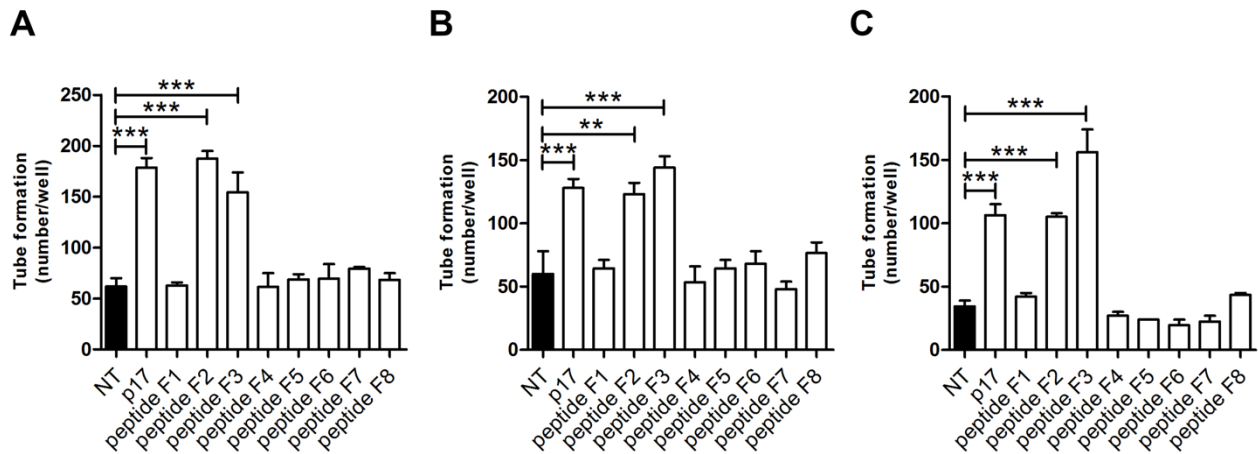 A
Tube formation
(number/well)
250
200
150
100
50
0
***
***
***
NT
p17
peptide F1
peptide F2
peptide F3
peptide F4
peptide F5
peptide F6
peptide F7
peptide F8
B
Tube formation
(number/well)
200
150
100
50
0
***
**
***
NT
p17
peptide F1
peptide F2
peptide F3
peptide F4
peptide F5
peptide F6
peptide F7
peptide F8
C
Tube formation
(number/well)
200
150
100
50
0
***
***
***
NT
p17
peptide F1
peptide F2
peptide F3
peptide F4
peptide F5
peptide F6
peptide F7
peptide F8